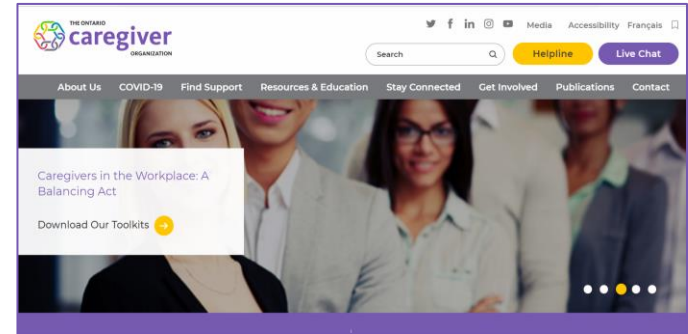 THE ONTARIO
caregiver
ORGANIZATION
Media Accessibility Français
Search
Helpline
Live Chat
About Us COVID-19 Find Support Resources & Education Stay Connected Get Involved Publications Contact
Caregivers in the Workplace: A
Balancing Act
Download Our Toolkits